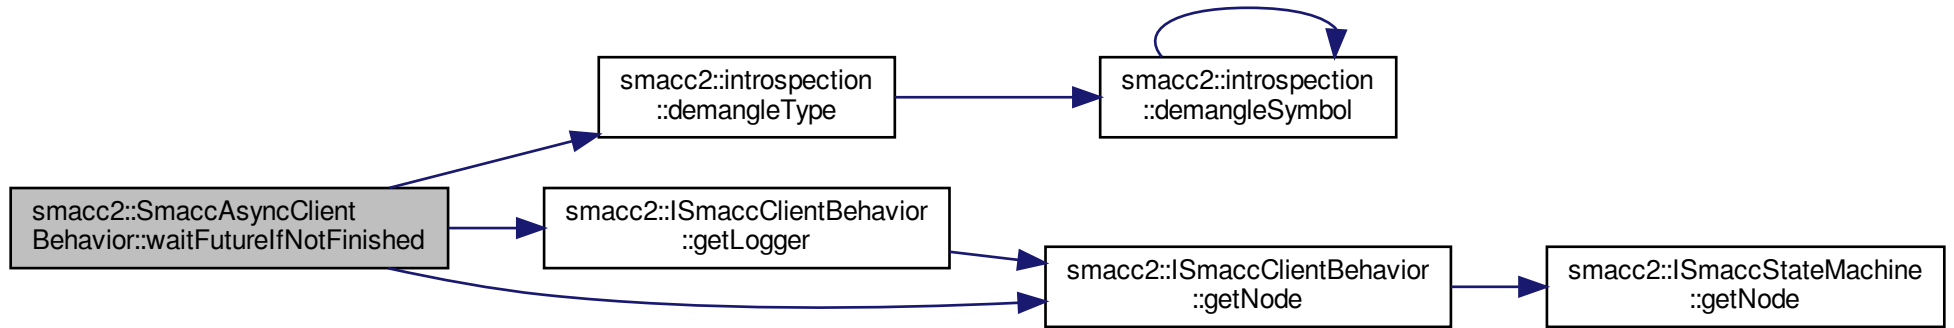 smacc2::introspection
::demangleType
smacc2::introspection
::demangleSymbol
smacc2::SmaccAsyncClient
Behavior::waitFutureIfNotFinished
smacc2::ISmaccClientBehavior
::getLogger
smacc2::ISmaccClientBehavior
::getNode
smacc2::ISmaccStateMachine
::getNode